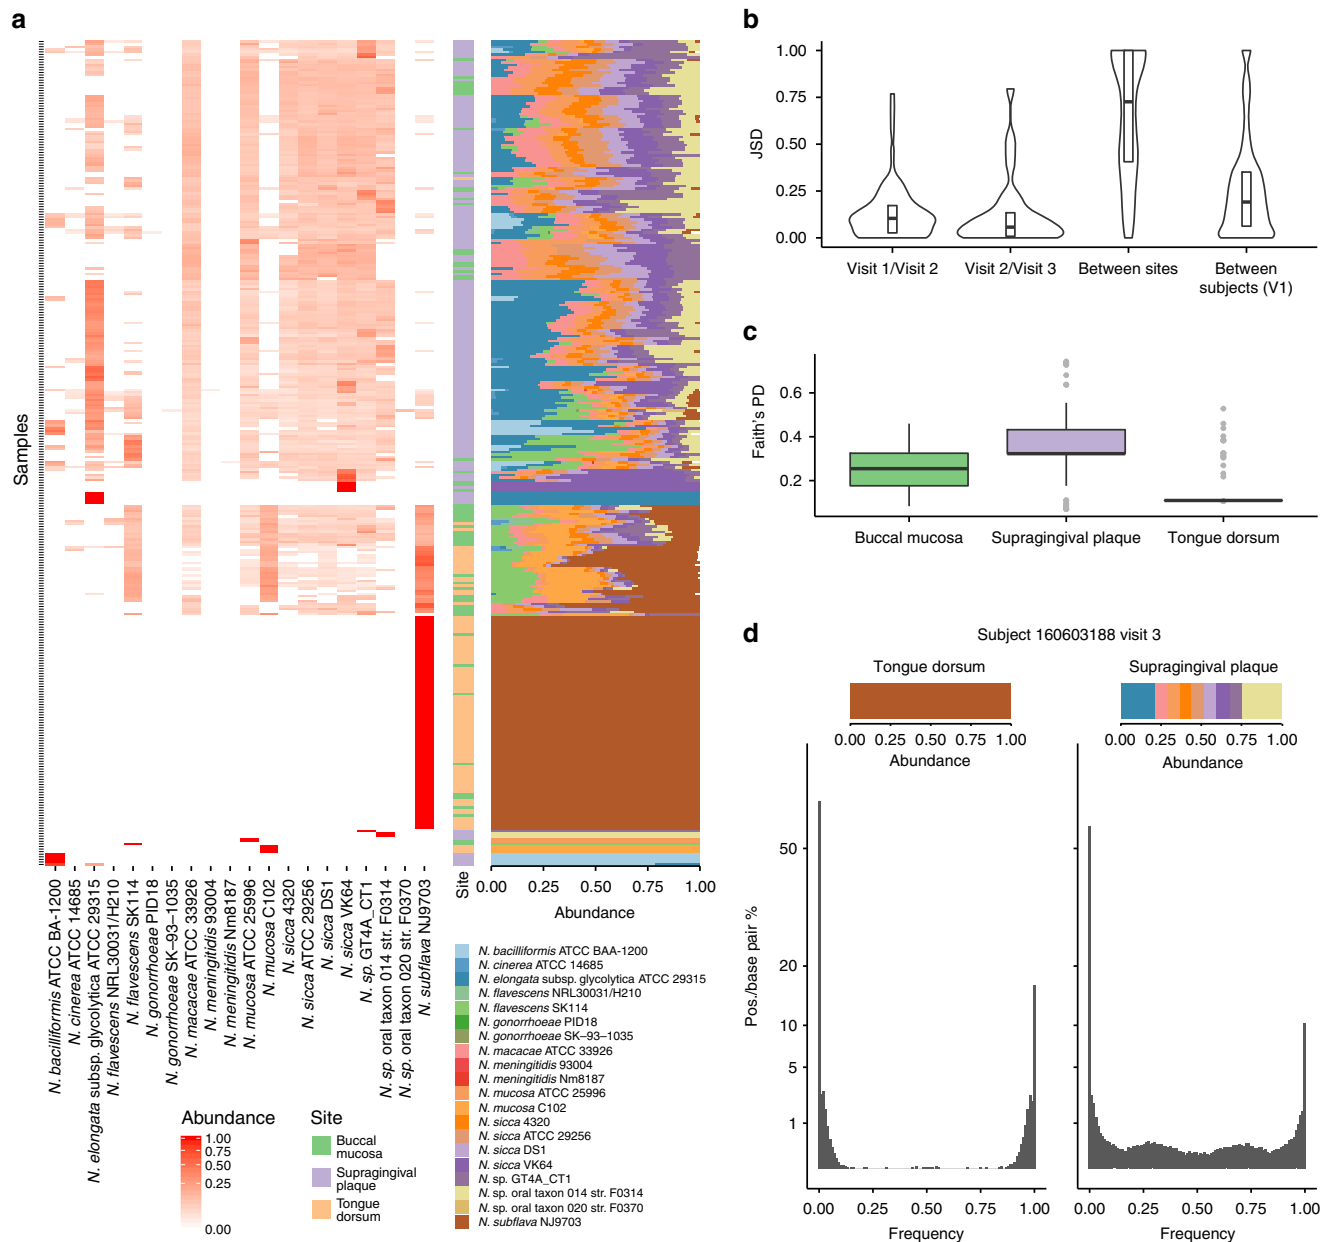 a
Samples
N. bacilliformis ATCC BA-1200
N. cinerea ATCC 14685
N. elongata subsp. glycolytica ATCC 29315
N. flavescens NRL30031/H210
N. flavescens SK114
N. gonorrhoeae PID18
N. gonorrhoeae SK-93-1035
N. macacae ATCC 33926
N. meningitidis 93004
N. meningitidis Nm8187
N. mucosa ATCC 25996
N. mucosa C102
N. sicca 4320
N. sicca ATCC 29256
N. sicca DS1
N. sicca VK64
N. sp. GT4A_CT1
N. sp. oral taxon 014 str. F0314
N. sp. oral taxon 020 str. F0370
N. subflava NJ9703
Site
0.00 0.25 0.50 0.75 1.00
Abundance
Abundance
1.00
0.75
0.50
0.25
0.00
Site
Buccal
mucosa
Supragingival
plaque
Tongue
dorsum
N. bacilliformis ATCC BAA-1200
N. cinerea ATCC 14685
N. elongata subsp. glycolytica ATCC 29315
N. flavescens NRL30031/H210
N. flavescens SK114
N. gonorrhoeae PID18
N. gonorrhoeae SK–93–1035
N. macacae ATCC 33926
N. meningitidis 93004
N. meningitidis Nm8187
N. mucosa ATCC 25996
N. mucosa C102
N. sicca 4320
N. sicca ATCC 29256
N. sicca DS1
N. sicca VK64
N. sp. GT4A_CT1
N. sp. oral taxon 014 str. F0314
N. sp. oral taxon 020 str. F0370
N. subflava NJ9703
b
JSD
1.00
0.75
0.50
0.25
0.00
Visit 1/Visit 2
Visit 2/Visit 3
Between sites
Between
subjects (V1)
c
Faith's PD
0.6
0.4
0.2
Buccal mucosa
Supragingival plaque
Tongue dorsum
d
Subject 160603188 visit 3
Tongue dorsum
0.00 0.25 0.50 0.75 1.00
Abundance
Supragingival plaque
0.00 0.25 0.50 0.75 1.00
Abundance
Pos./base pair %
50
20
10
5
1
0.00 0.25 0.50 0.75 1.00
Frequency
0.00 0.25 0.50 0.75 1.00
Frequency